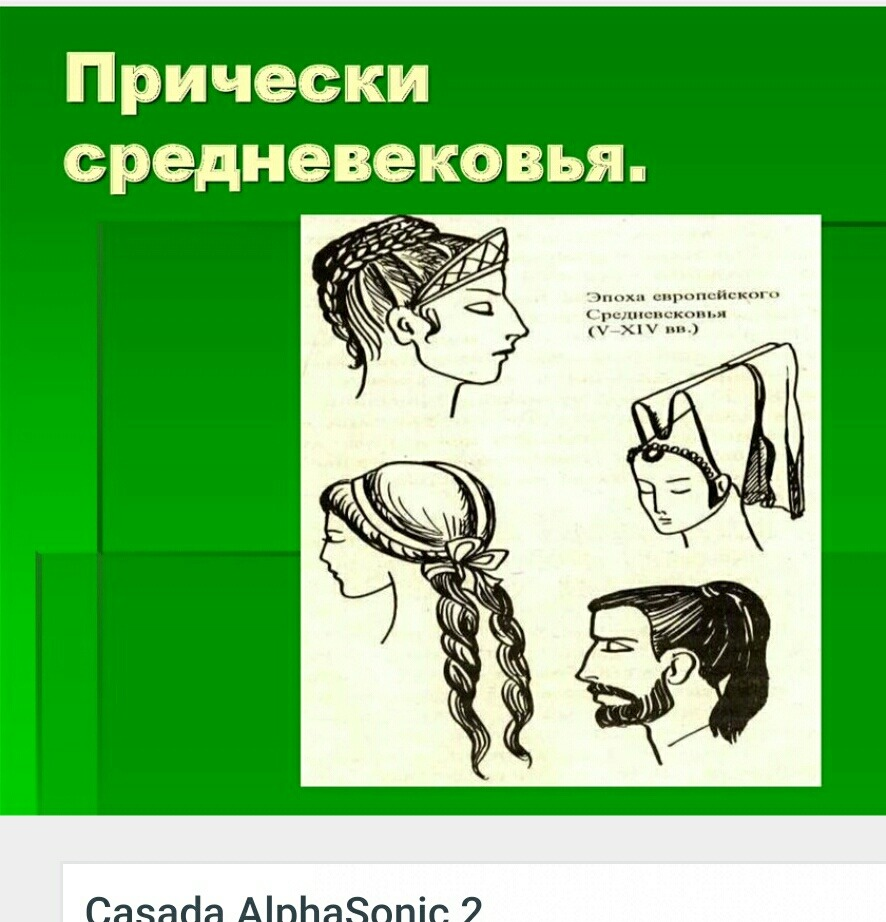 Прически
средневековья.
Эпоха европейского
Средневековья
(V–XIV вв.)
Casada AlphaSonic 2